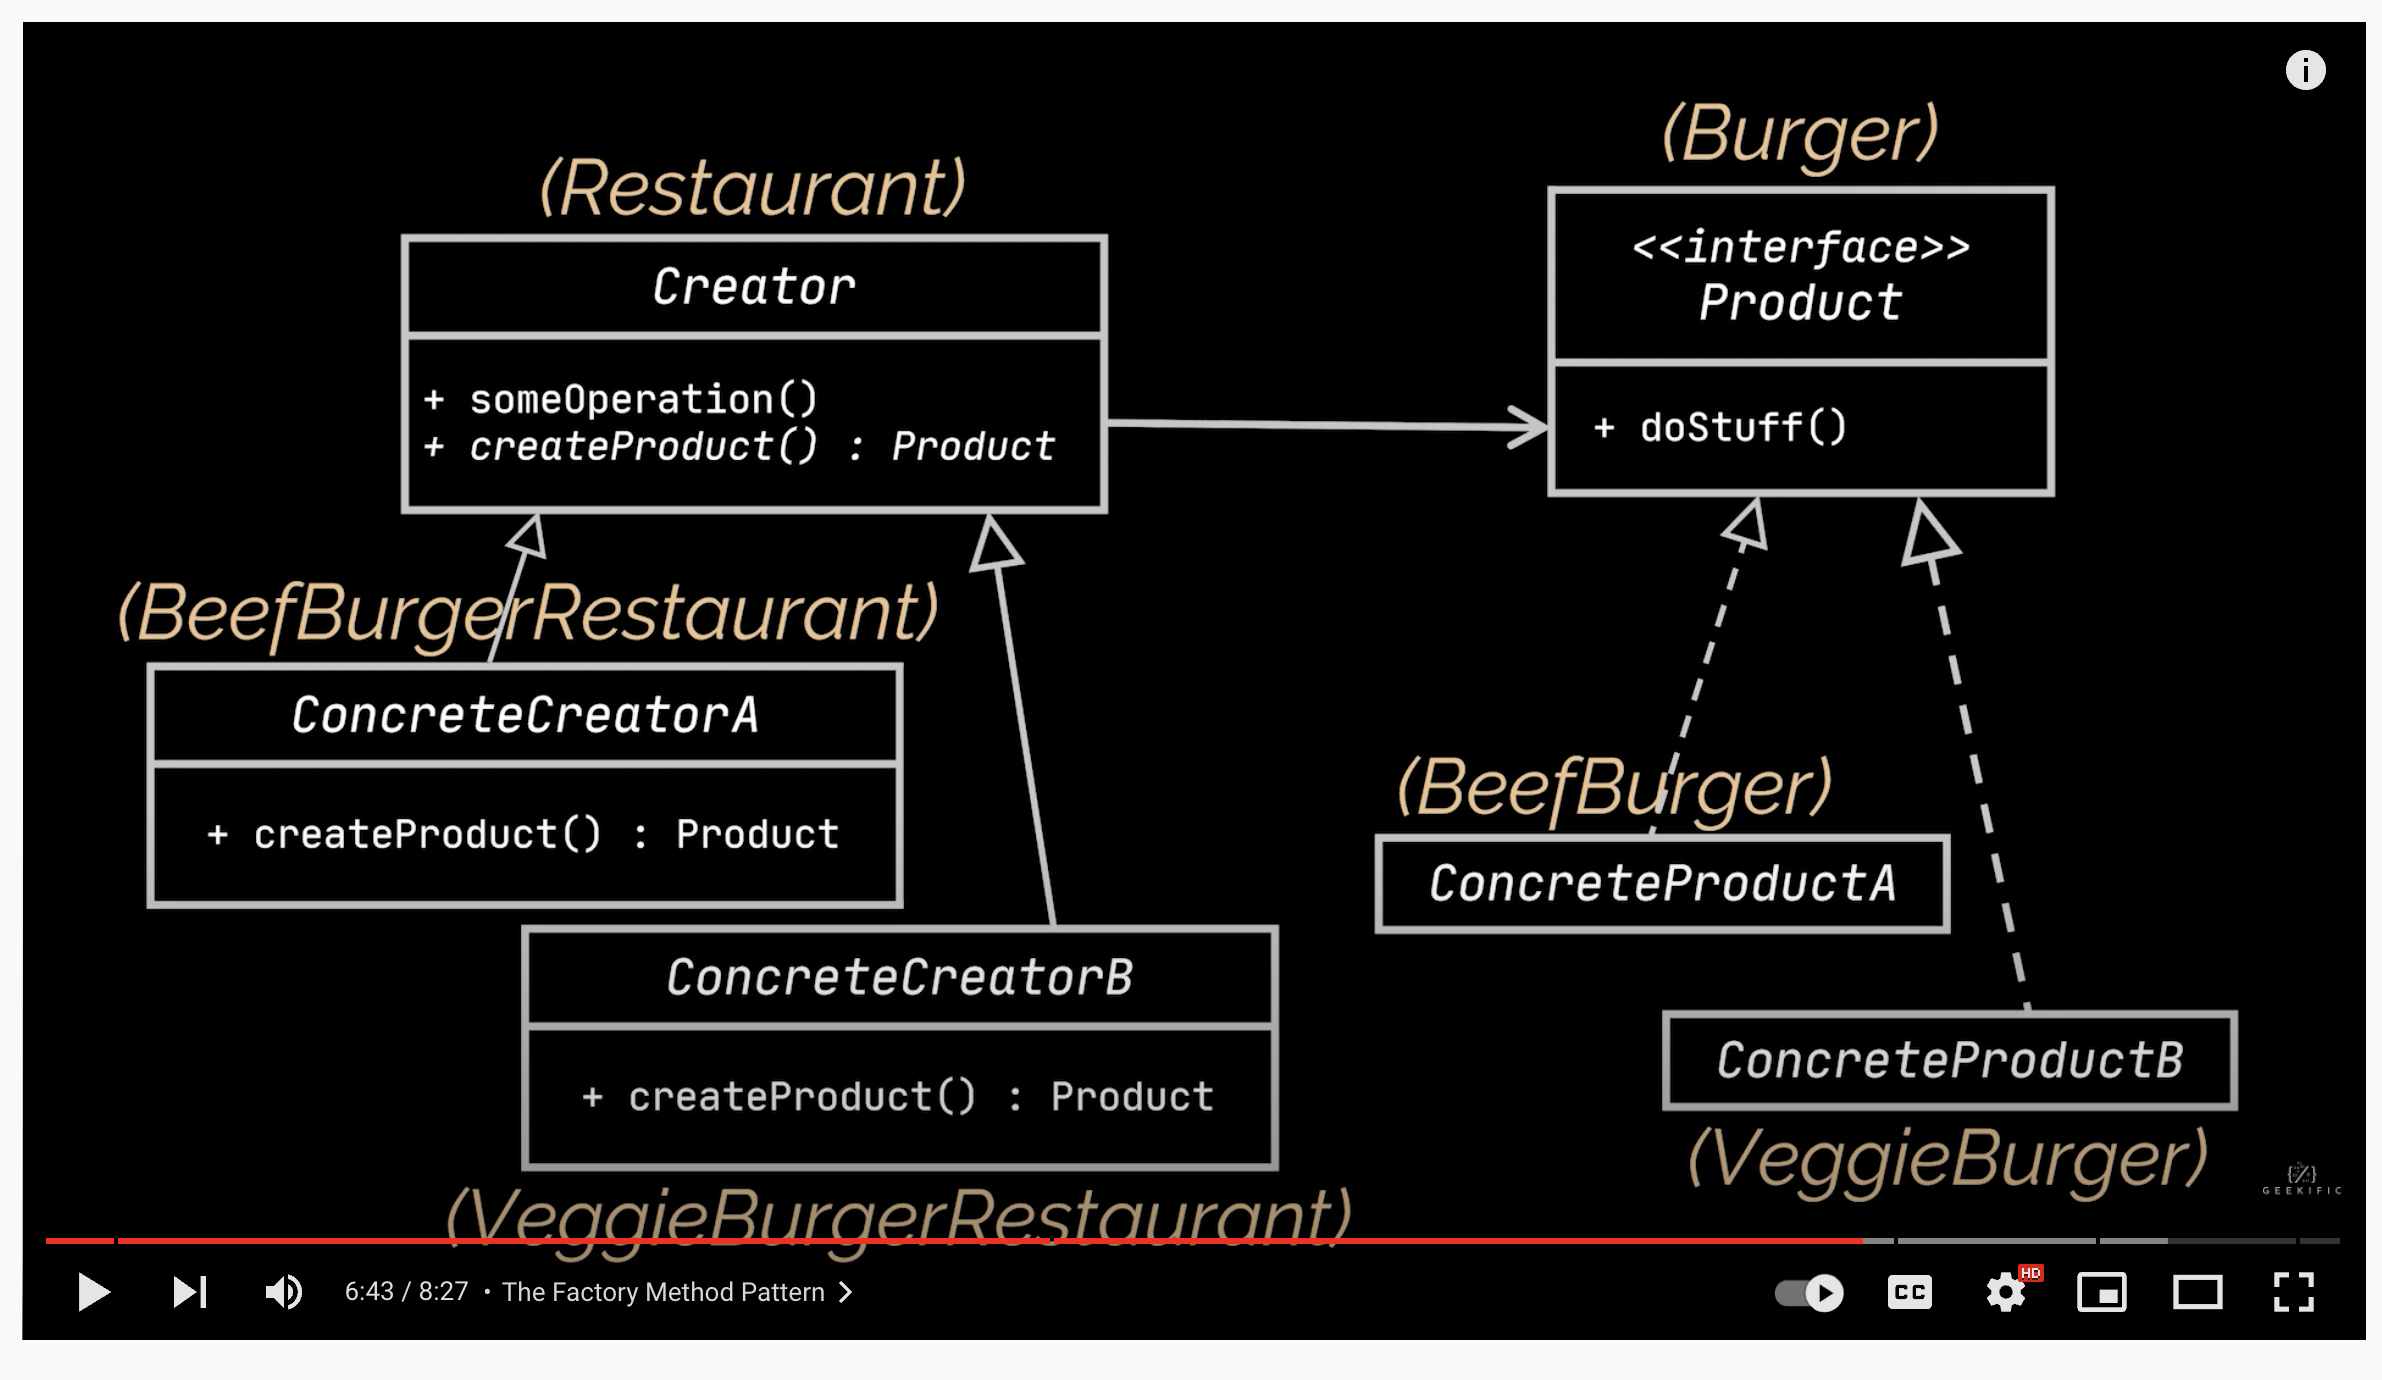 (Restaurant)
Creator
+ someOperation()
+ createProduct() : Product
(Burger)
<<interface>>
Product
+ doStuff()
(BeefBurgerRestaurant)
ConcreteCreatorA
+ createProduct() : Product
ConcreteCreatorB
+ createProduct() : Product
(VeggieBurgerRestaurant)
(BeefBurger)
ConcreteProductA
ConcreteProductB
(VeggieBurger)
{%}
GEEKIFIC
6:43 / 8:27 • The Factory Method Pattern
CC
HD